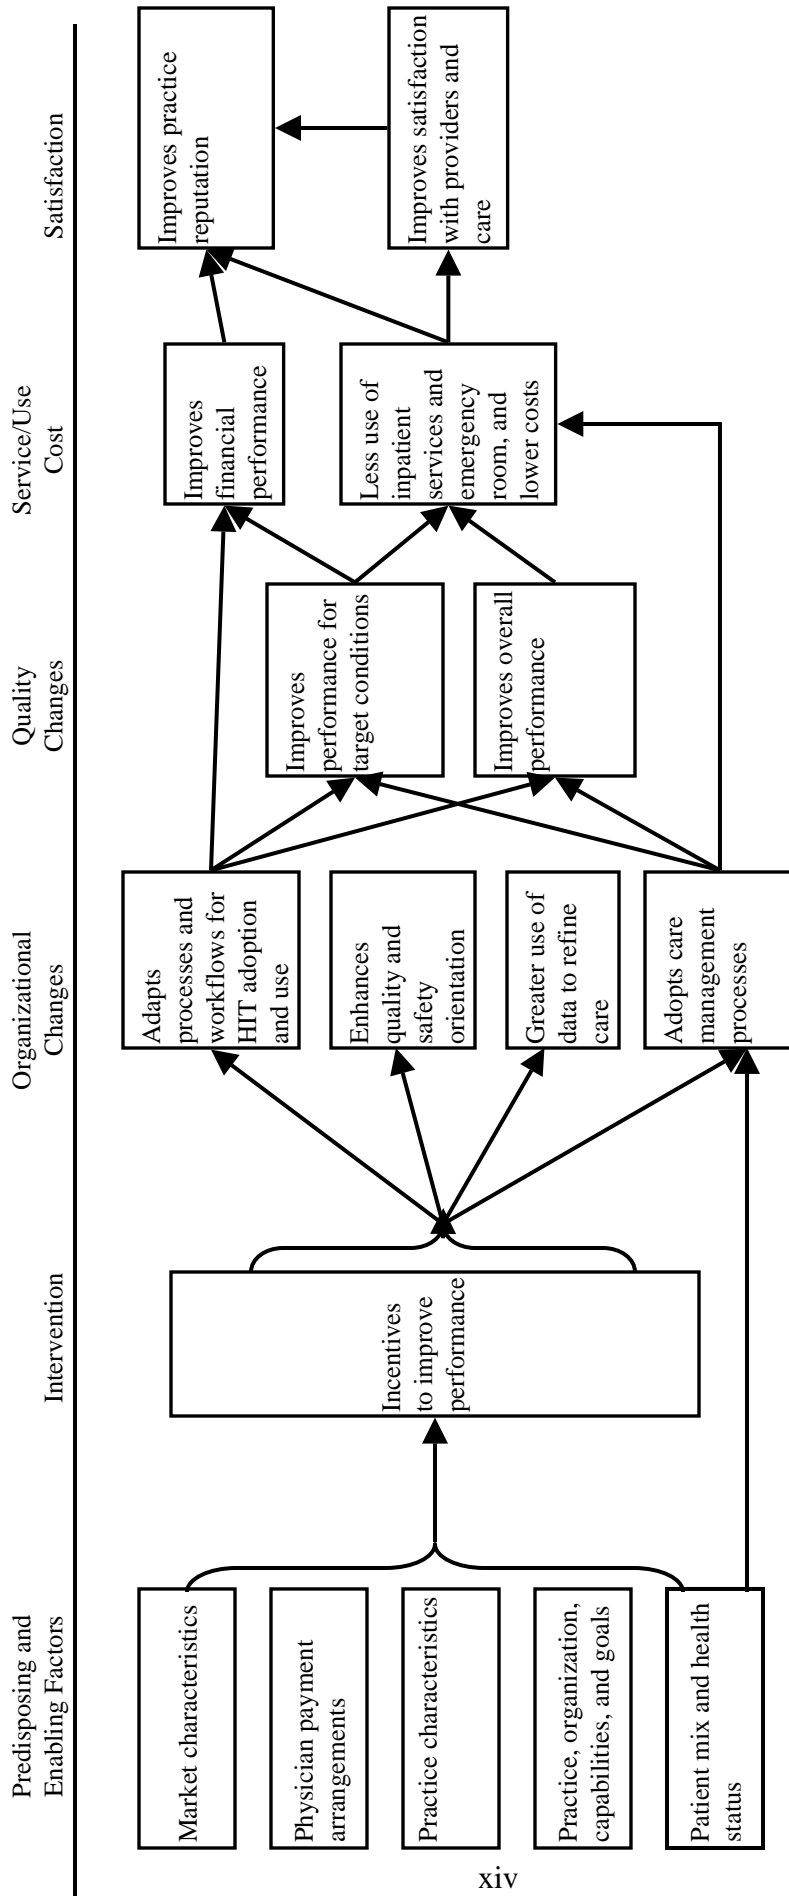 Predisposing and
Enabling Factors
Intervention
Organizational
Changes
Quality
Changes
Service/Use
Cost
Satisfaction
Market characteristics
Physician payment
arrangements
Practice characteristics
Practice, organization,
capabilities, and goals
Patient mix and health
status
Incentives
to improve
performance
Adapts
processes and
workflows for
HIT adoption
and use
Enhances
quality and
safety
orientation
Greater use of
data to refine
care
Adopts care
management
processes
Improves
performance for
target conditions
Improves overall
performance
Improves
financial
performance
Less use of
inpatient
services and
emergency
room, and
lower costs
Improves practice
reputation
Improves satisfaction
with providers and
care
xiv